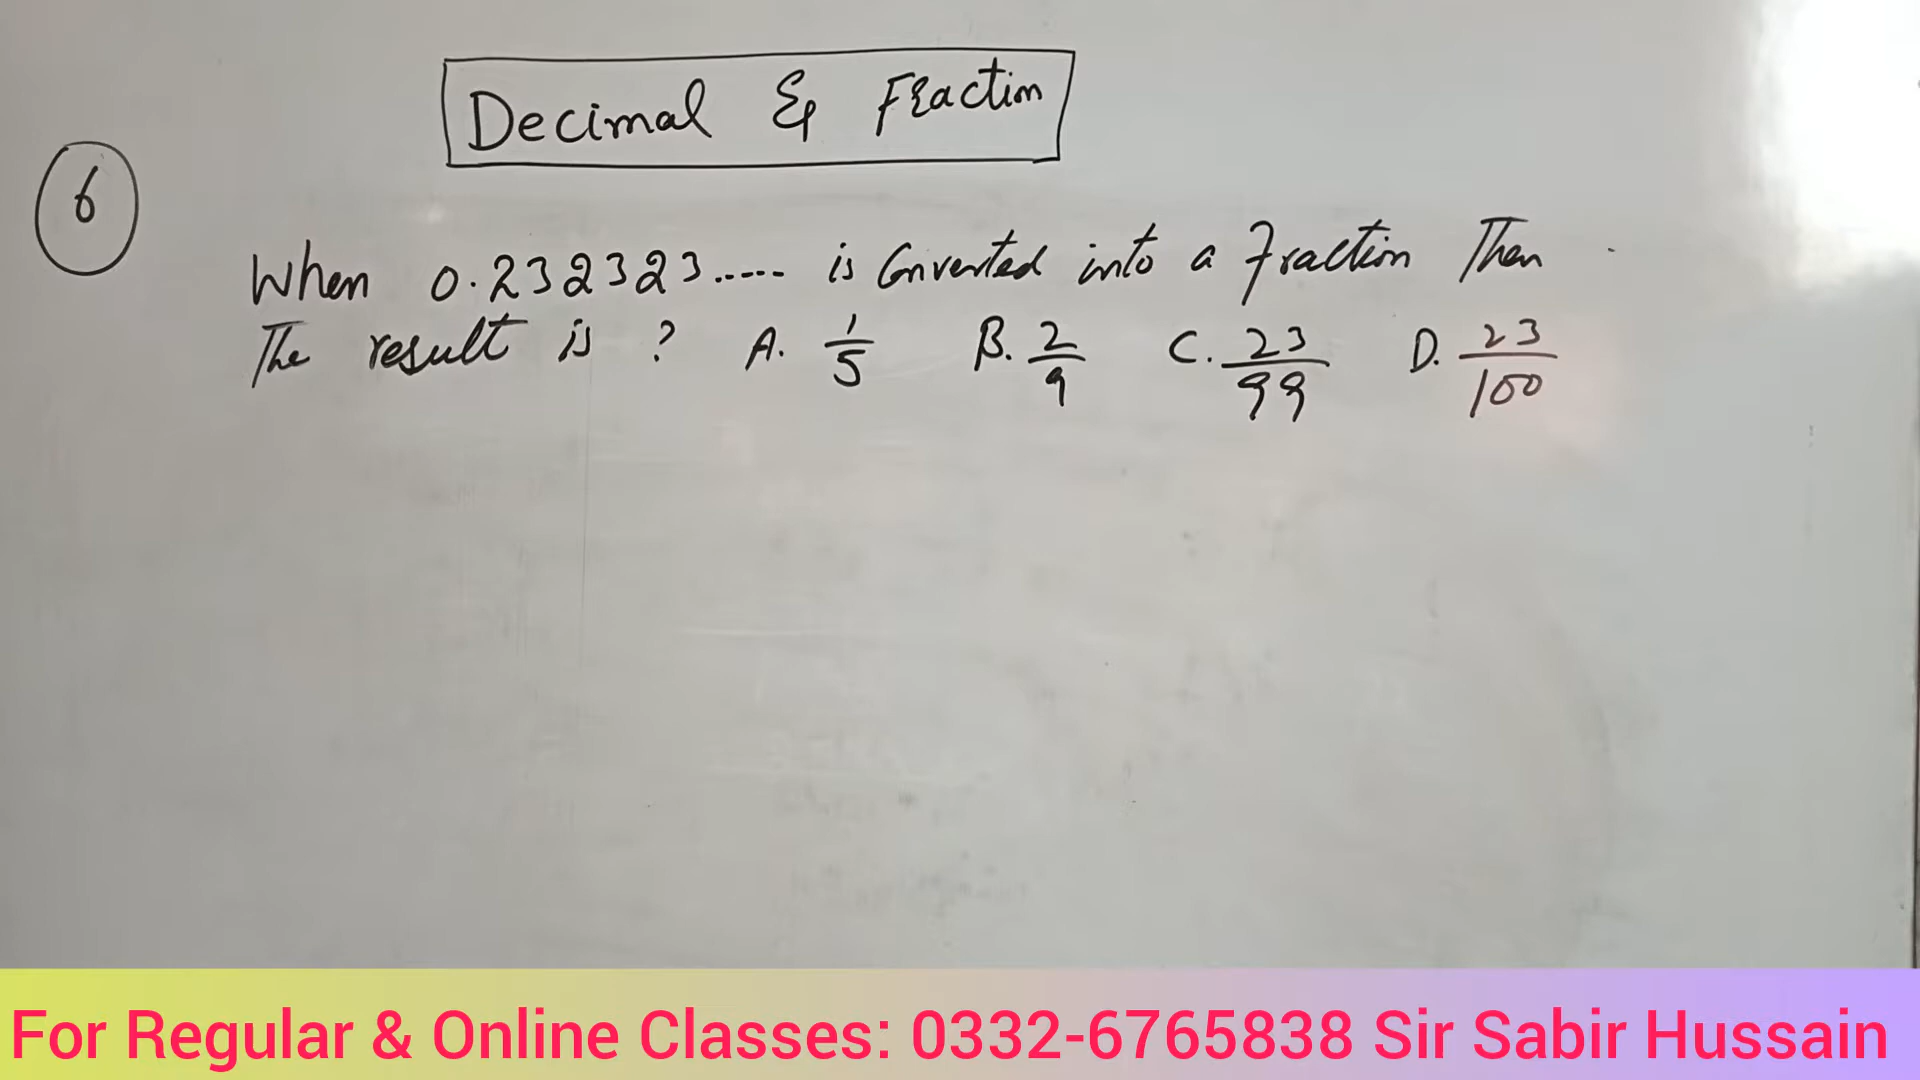 Decimal & Fraction
6
When 0.232323..... is Converted into a fraction Then
The result is ? A. 1/5 B. 2/9 C. 23/99 D. 23/100
For Regular & Online Classes: 0332-6765838 Sir Sabir Hussain